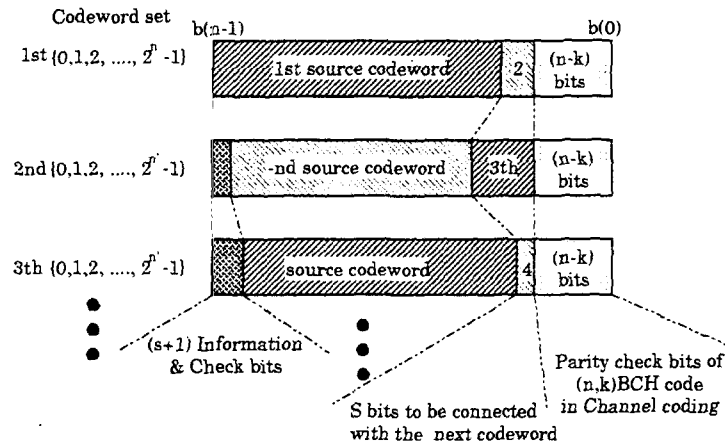 Codeword set
b(n-1)
b(0)
1st {0,1,2, ...., 2^n -1}
1st source codeword
2
(n-k)
bits
2nd {0,1,2, ...., 2^n' -1}
-nd source codeword
3th
(n-k)
bits
3th {0,1,2, ...., 2^n' -1}
source codeword
4
(n-k)
bits
(s+1) Information
& Check bits
Parity check bits of
(n,k)BCH code
in Channel coding
S bits to be connected
with the next codeword